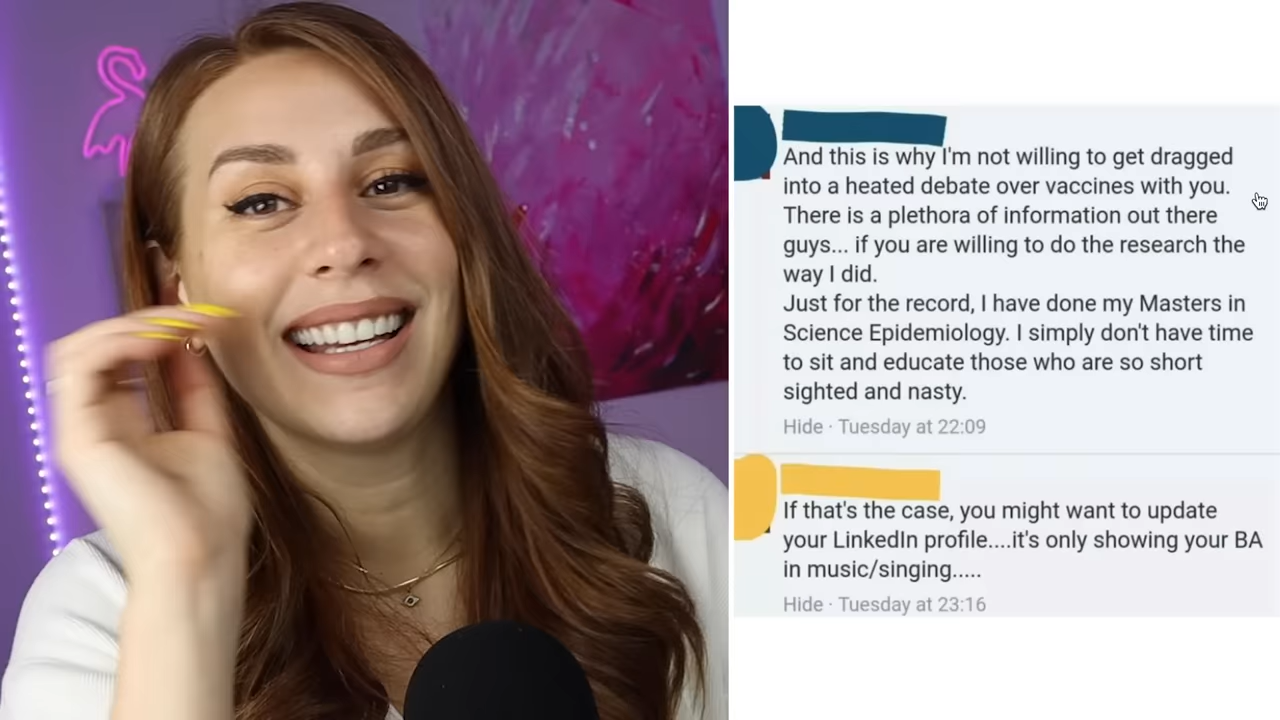 And this is why I'm not willing to get dragged
into a heated debate over vaccines with you.
There is a plethora of information out there
guys... if you are willing to do the research the
way I did.
Just for the record, I have done my Masters in
Science Epidemiology. I simply don't have time
to sit and educate those who are so short
sighted and nasty.
Hide · Tuesday at 22:09
If that's the case, you might want to update
your LinkedIn profile....it's only showing your BA
in music/singing.....
Hide · Tuesday at 23:16